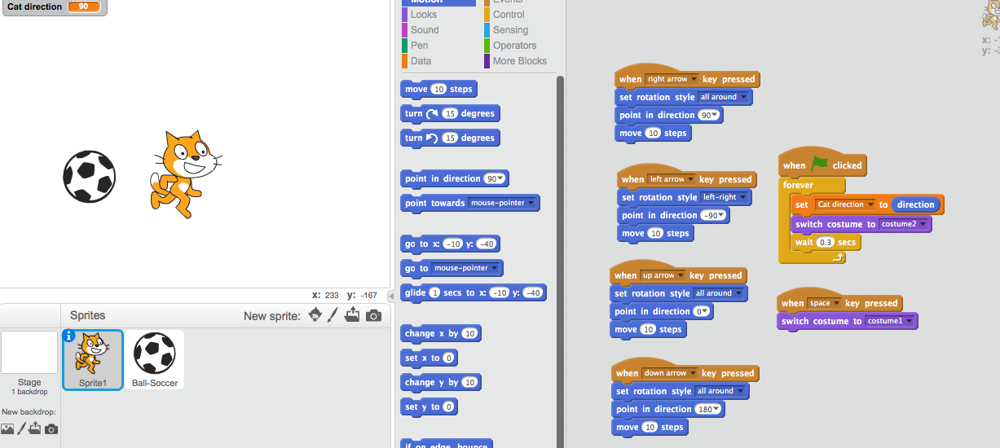 Cat direction 90
x: 233 y: -167
Sprites
New sprite:
Stage
1 backdrop
New backdrop:
Sprite1
Ball-Soccer
Motion
Events
Looks
Control
Sound
Sensing
Pen
Operators
Data
More Blocks
move 10 steps
turn 15 degrees
turn 15 degrees
point in direction 90
point towards mouse-pointer
go to x: -10 y: -40
go to mouse-pointer
glide 1 secs to x: -10 y: -40
change x by 10
set x to 0
change y by 10
set y to 0
if on edge, bounce
when right arrow key pressed
set rotation style all around
point in direction 90
move 10 steps
when left arrow key pressed
set rotation style left-right
point in direction -90
move 10 steps
when up arrow key pressed
set rotation style all around
point in direction 0
move 10 steps
when down arrow key pressed
set rotation style all around
point in direction 180
move 10 steps
when clicked
forever
set Cat direction to direction
switch costume to costume2
wait 0.3 secs
when space key pressed
switch costume to costume1
x:
y: